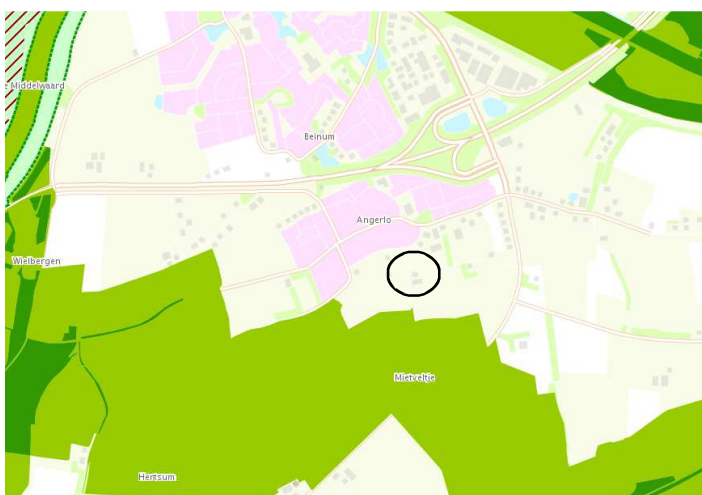 e Middelwaard
Beinum
Angerlo
Wielbergen
Mietveltje
Hertsum